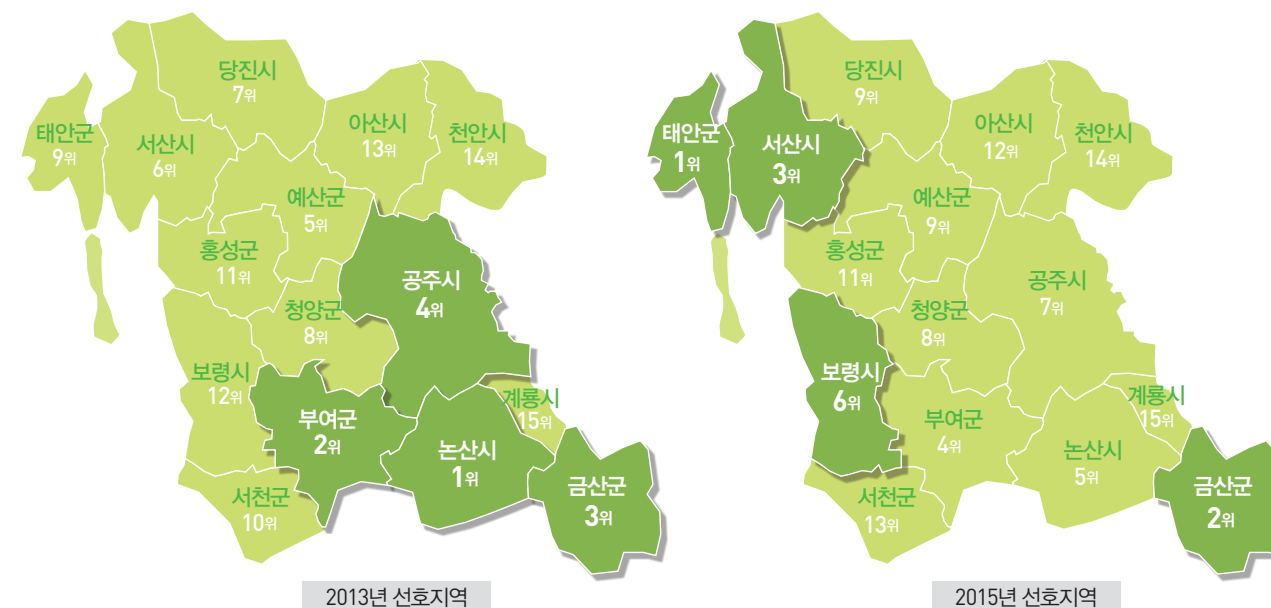 당진시
7위
태안군
9위
서산시
6위
아산시
13위
천안시
14위
예산군
5위
홍성군
11위
공주시
4위
청양군
8위
보령시
12위
부여군
2위
계룡시
15위
논산시
1위
서천군
10위
금산군
3위
2013년 선호지역
당진시
9위
태안군
1위
서산시
3위
아산시
12위
천안시
14위
예산군
9위
홍성군
11위
공주시
7위
청양군
8위
보령시
6위
부여군
4위
계룡시
15위
논산시
5위
서천군
13위
금산군
2위
2015년 선호지역